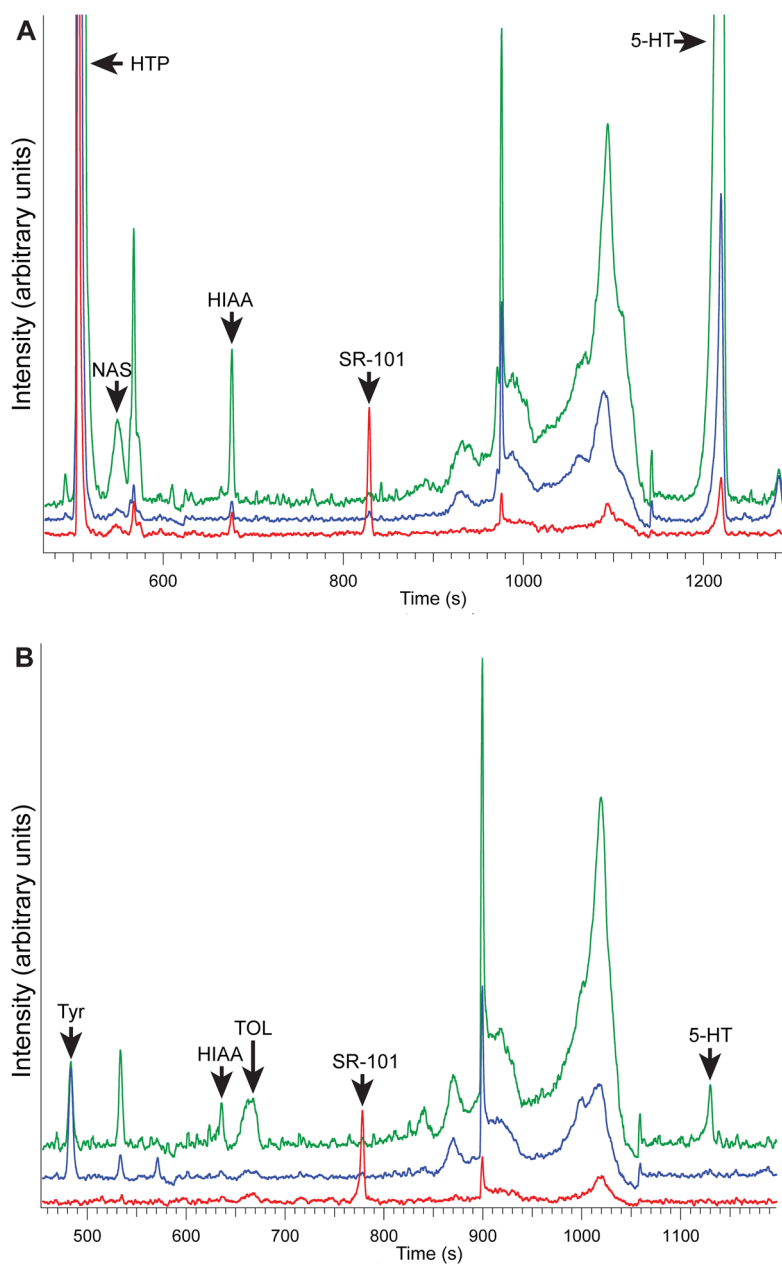 A
HTP
5-HT
HIAA
SR-101
NAS
Intensity (arbitrary units)
600
800
1000
1200
Time (s)
B
Tyr
HIAA
TOL
SR-101
5-HT
Intensity (arbitrary units)
500
600
700
800
900
1000
1100
Time (s)